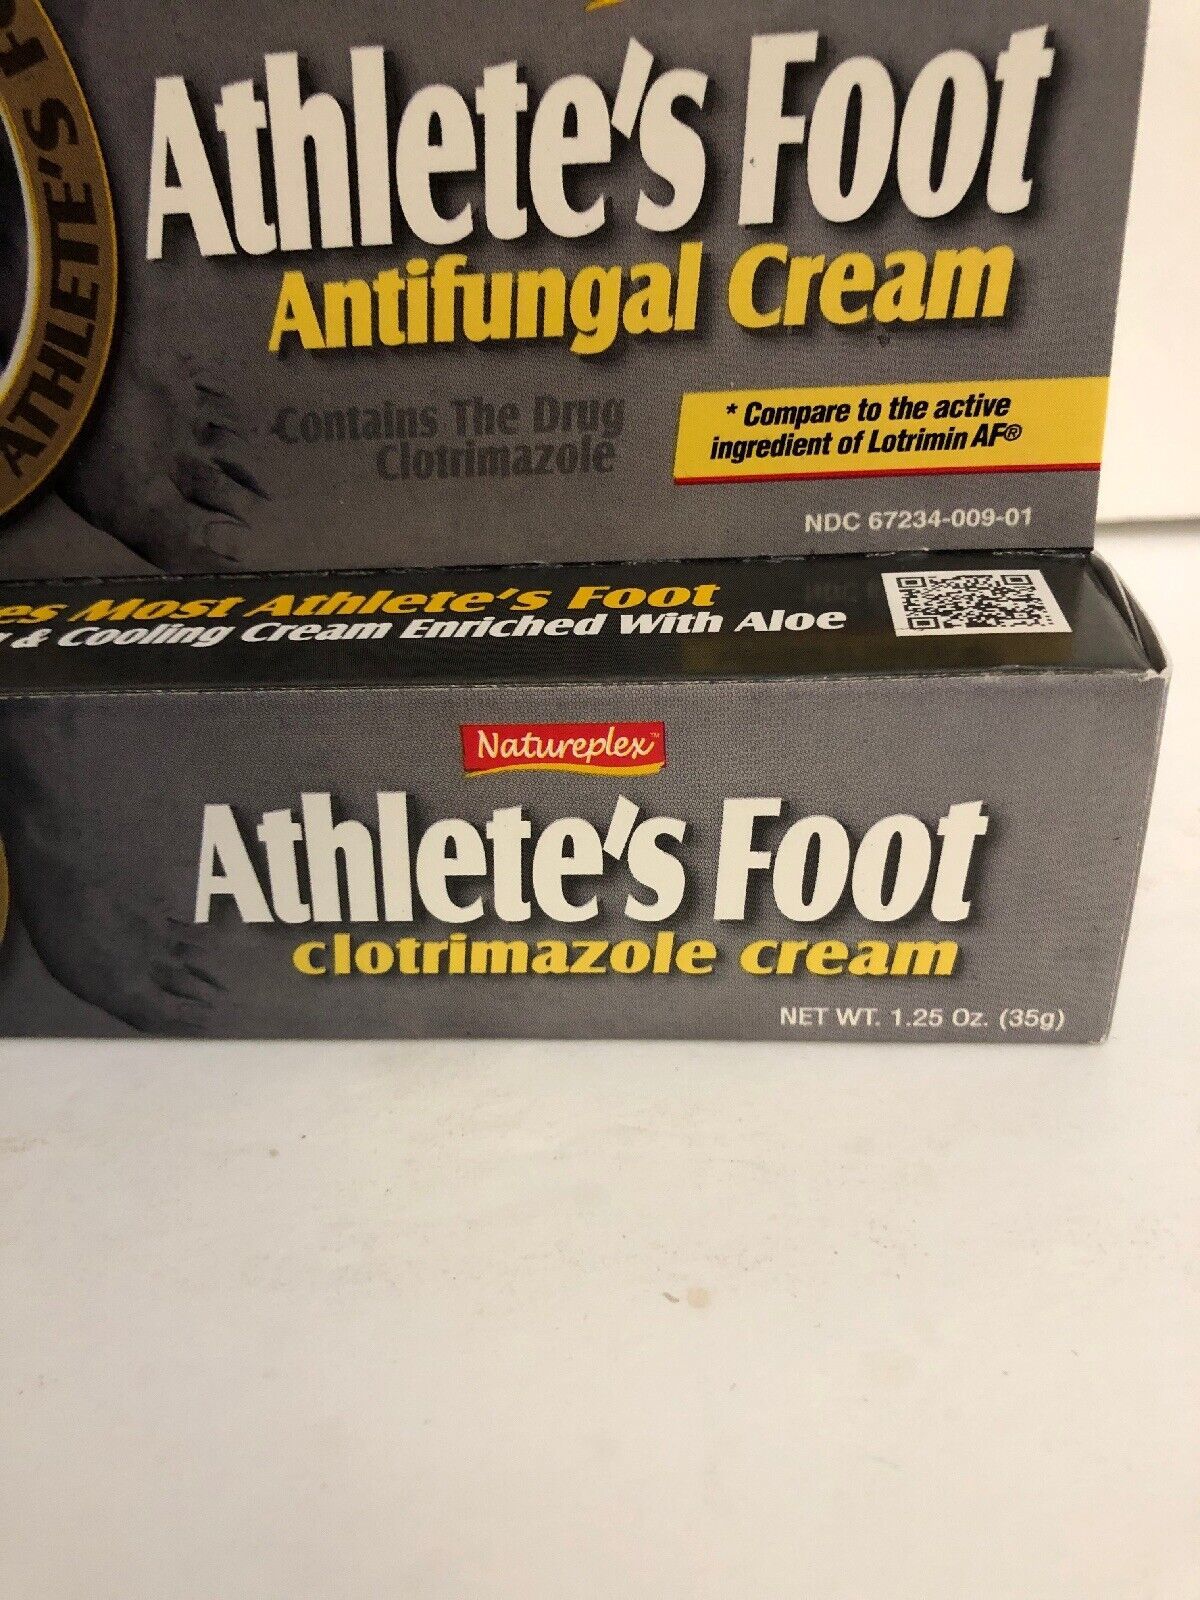 ATHLETE'S
Athlete's Foot
Antifungal Cream
Contains The Drug
Clotrimazole
* Compare to the active
ingredient of Lotrimin AF®
NDC 67234-009-01
Most Athlete's Foot
& Cooling Cream Enriched With Aloe
Natureplex™
Athlete's Foot
clotrimazole cream
NET WT. 1.25 Oz. (35g)